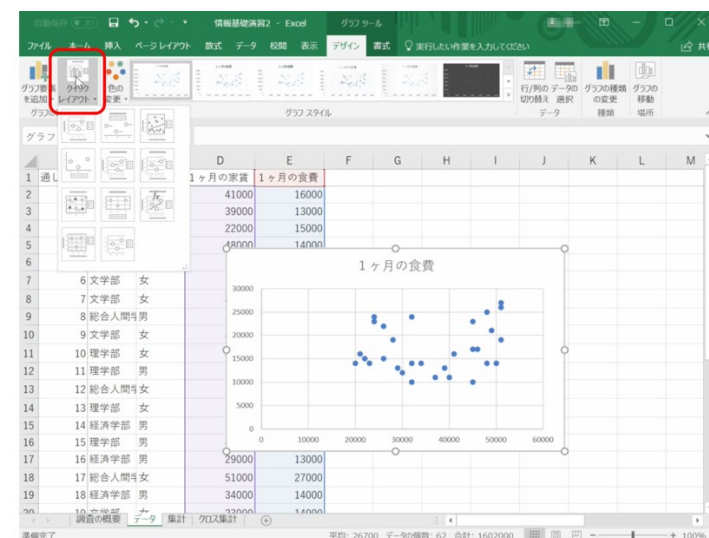 自動保存 情報基礎演習2 - Excel グラフ ツール
ファイル ホーム 挿入 ページ レイアウト 数式 データ 校閲 表示 デザイン 書式 実行したい作業を入力してください 共有
グラフ要素を追加 クイックレイアウト 色の変更 行/列の切り替え データの選択 グラフの種類の変更 グラフの移動
グラフ スタイル データ 種類 場所
グラフ
D E F G H I J K L M
1 通し 1ヶ月の家賃 1ヶ月の食費
2 41000 16000
3 39000 13000
4 22000 15000
5 48000 14000
6
7 6 文学部 女
8 7 文学部 女
9 8 総合人間学 男
10 9 文学部 女
11 10 理学部 女
12 11 理学部 男
13 12 総合人間学 女
14 13 理学部 女
15 14 経済学部 男
16 15 理学部 男
17 16 経済学部 男 29000 13000
18 17 総合人間学 女 51000 27000
19 18 経済学部 男 34000 14000
20 19 文学部 女 23000 14000
1ヶ月の食費
30000
25000
20000
15000
10000
5000
0
0 10000 20000 30000 40000 50000 60000
調査の概要 データ 集計 クロス集計
準備完了 平均: 26700 データの個数: 62 合計: 1602000 100%